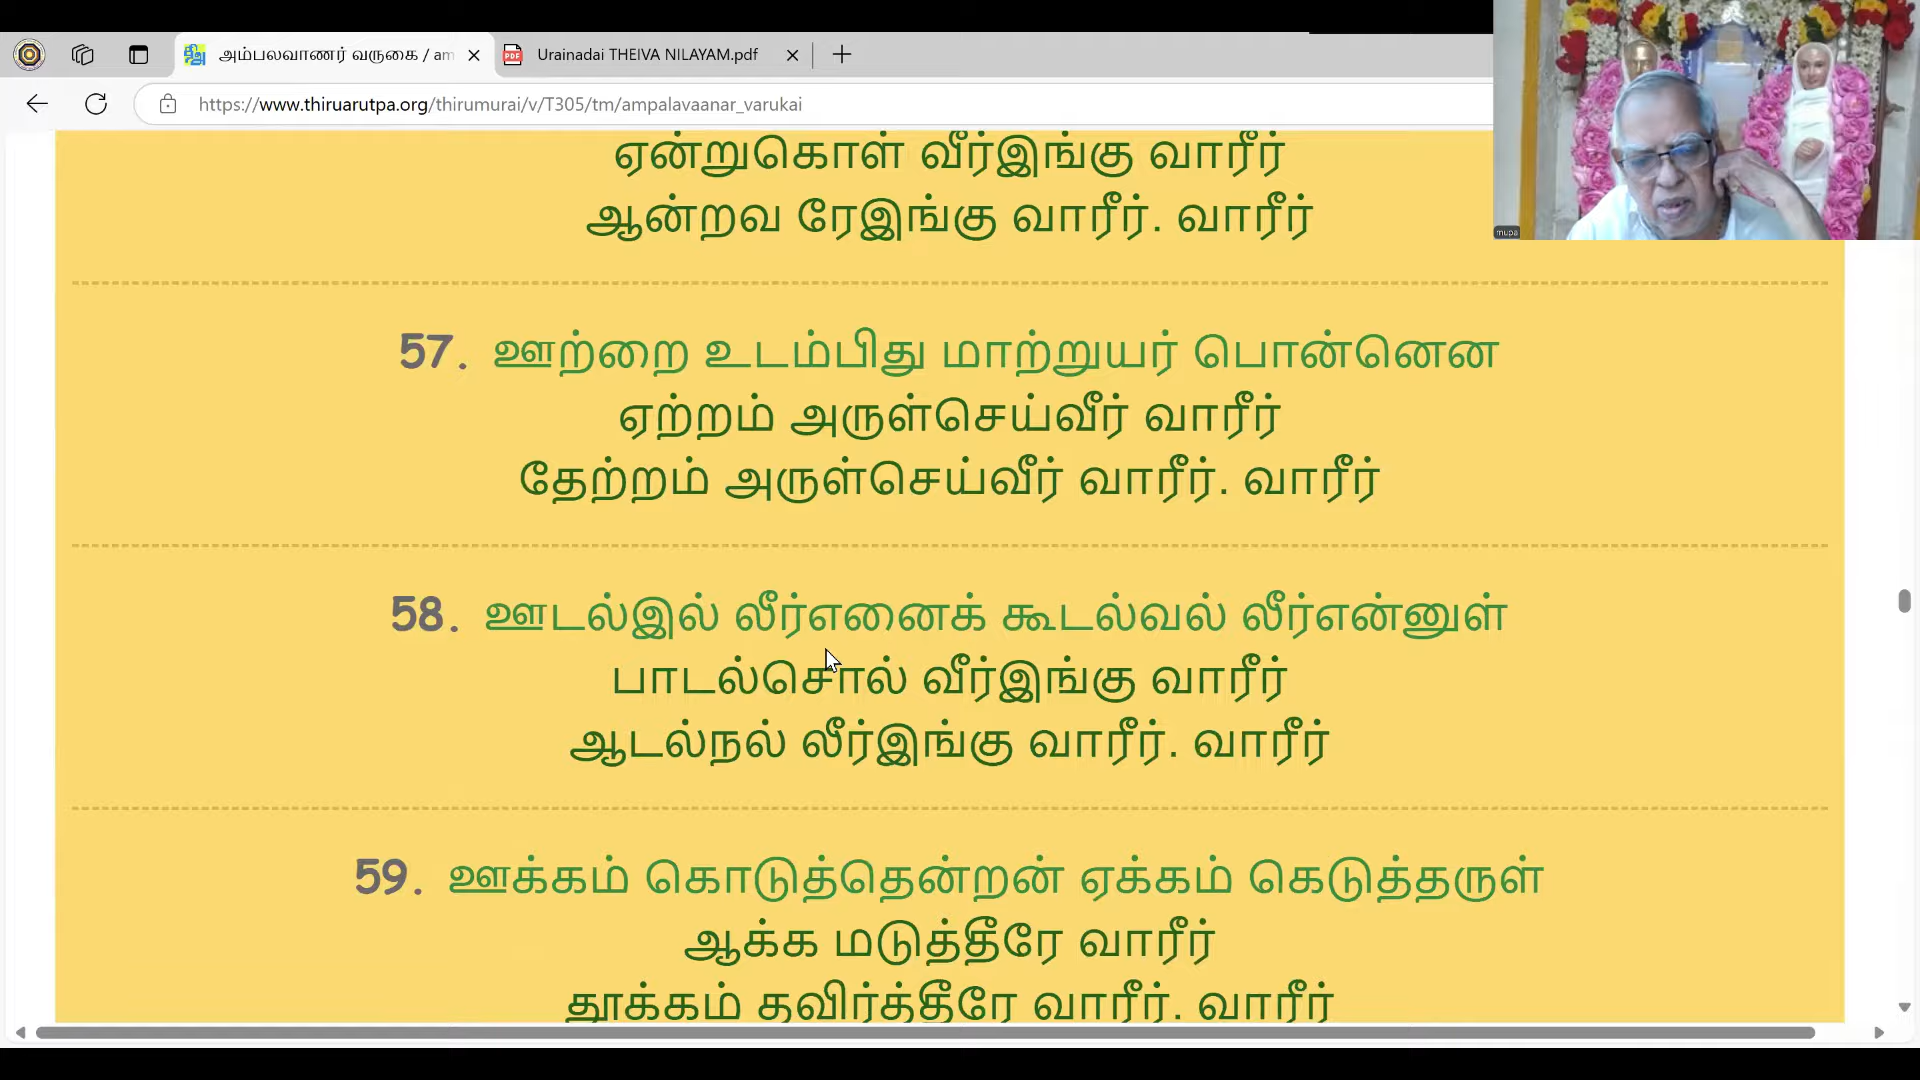 அம்பலவாணர் வருகை / am
Urainadai THEIVA NILAYAM.pdf
https://www.thiruarutpa.org/thirumurai/v/T305/tm/ampalavaanar_varukai
ஏன்றுகொள் வீர்இங்கு வாரீர்
ஆன்றவ ரேஇங்கு வாரீர். வாரீர்
57. ஊற்றை உடம்பிது மாற்றுயர் பொன்னென
ஏற்றம் அருள்செய்வீர் வாரீர்
தேற்றம் அருள்செய்வீர் வாரீர். வாரீர்
58. ஊடல்இல் லீர்எனைக் கூடல்வல் லீர்என்னுள்
பாடல்சொல் வீர்இங்கு வாரீர்
ஆடல்நல் லீர்இங்கு வாரீர். வாரீர்
59. ஊக்கம் கொடுத்தென்றன் ஏக்கம் கெடுத்தருள்
ஆக்க மடுத்தீரே வாரீர்
தூக்கம் தவிர்த்தீரே வாரீர். வாரீர்
mupa